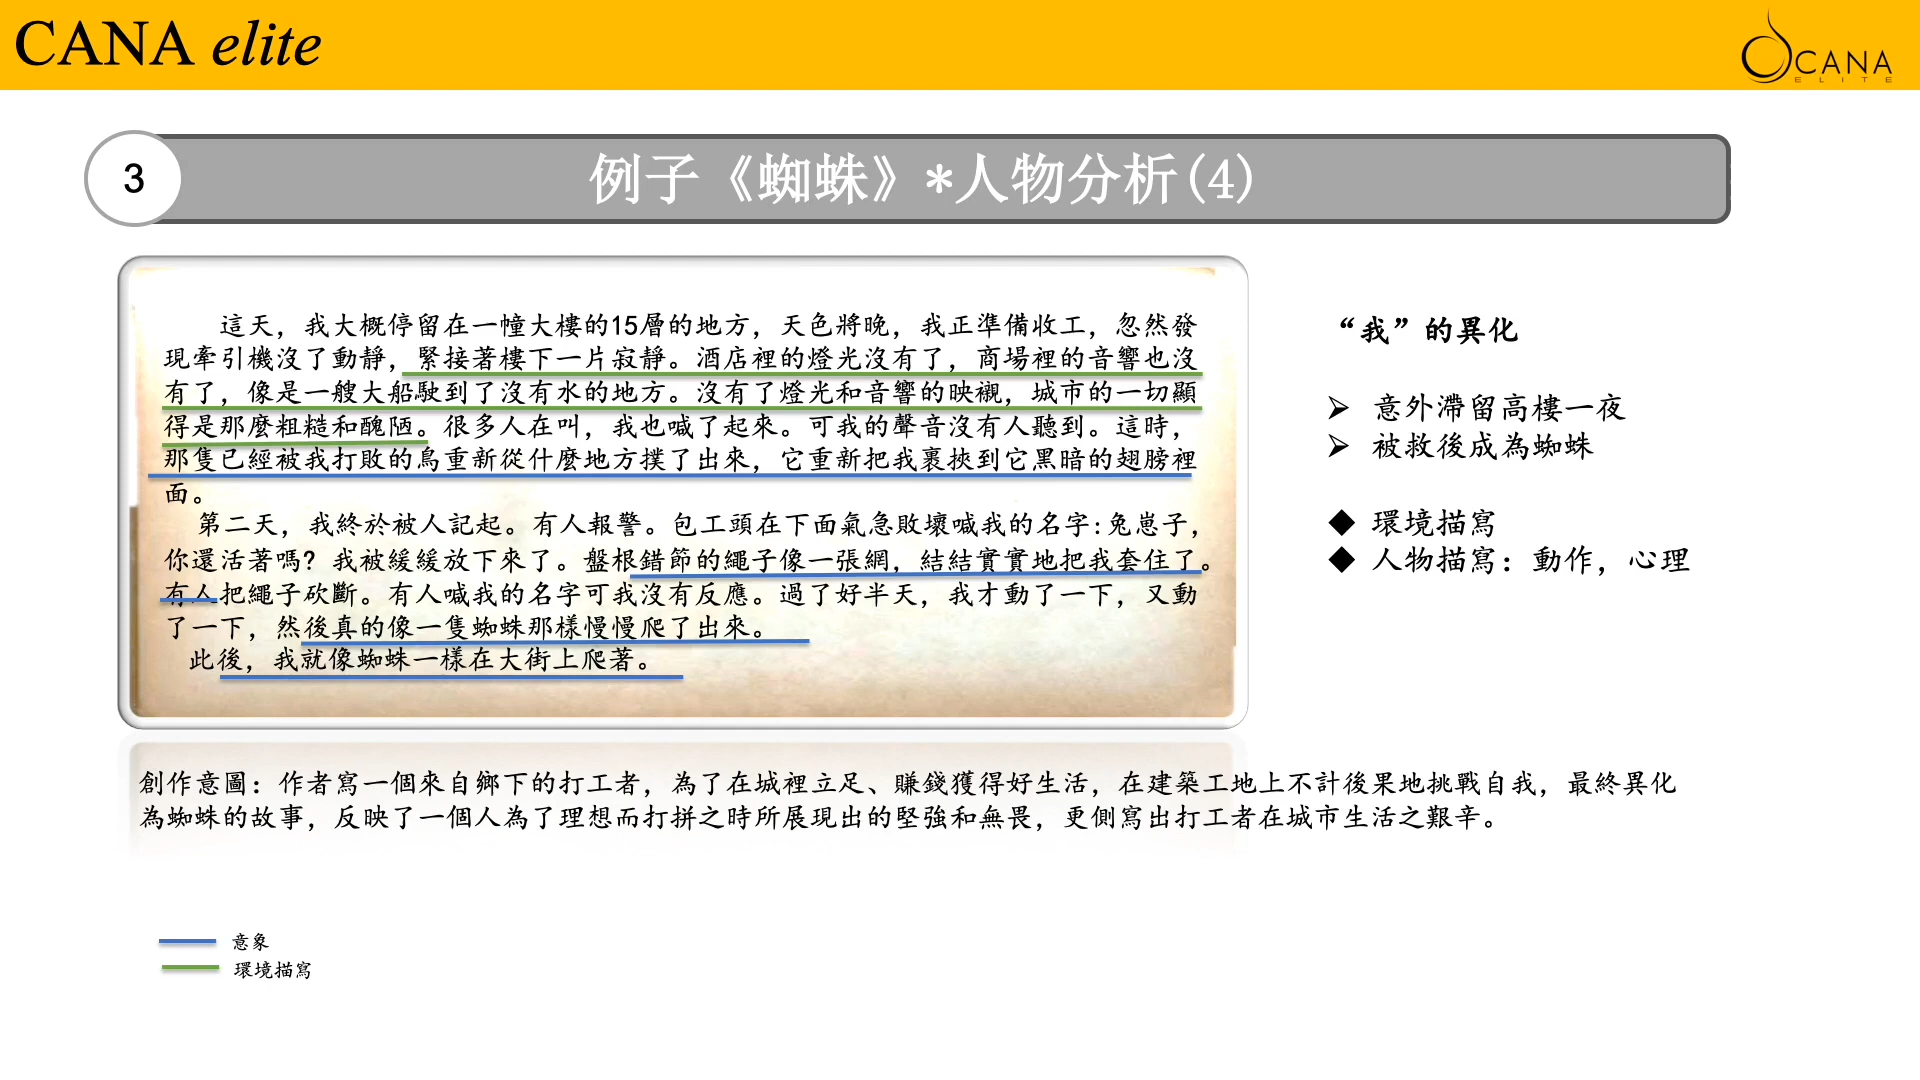 CANA elite
CANA
ELITE
3
例子《蜘蛛》*人物分析(4)
這天，我大概停留在一幢大樓的15層的地方，天色將晚，我正準備收工，忽然發
現牽引機沒了動靜，緊接著樓下一片寂靜。酒店裡的燈光沒有了，商場裡的音響也沒
有了，像是一艘大船駛到了沒有水的地方。沒有了燈光和音響的映襯，城市的一切顯
得是那麼粗糙和醜陋。很多人在叫，我也喊了起來。可我的聲音沒有人聽到。這時，
那隻已經被我打敗的鳥重新從什麼地方撲了出來，它重新把我裹挾到它黑暗的翅膀裡
面。
第二天，我終於被人記起。有人報警。包工頭在下面氣急敗壞喊我的名字:兔崽子，
你還活著嗎? 我被緩緩放下來了。盤根錯節的繩子像一張網，結結實實地把我套住了。
有人把繩子砍斷。有人喊我的名字可我沒有反應。過了好半天，我才動了一下，又動
了一下，然後真的像一隻蜘蛛那樣慢慢爬了出來。
此後，我就像蜘蛛一樣在大街上爬著。
“我”的異化
➢ 意外滯留高樓一夜
➢ 被救後成為蜘蛛
◆ 環境描寫
◆ 人物描寫：動作，心理
創作意圖：作者寫一個來自鄉下的打工者，為了在城裡立足、賺錢獲得好生活，在建築工地上不計後果地挑戰自我，最終異化
為蜘蛛的故事，反映了一個人為了理想而打拼之時所展現出的堅強和無畏，更側寫出打工者在城市生活之艱辛。
意象
環境描寫